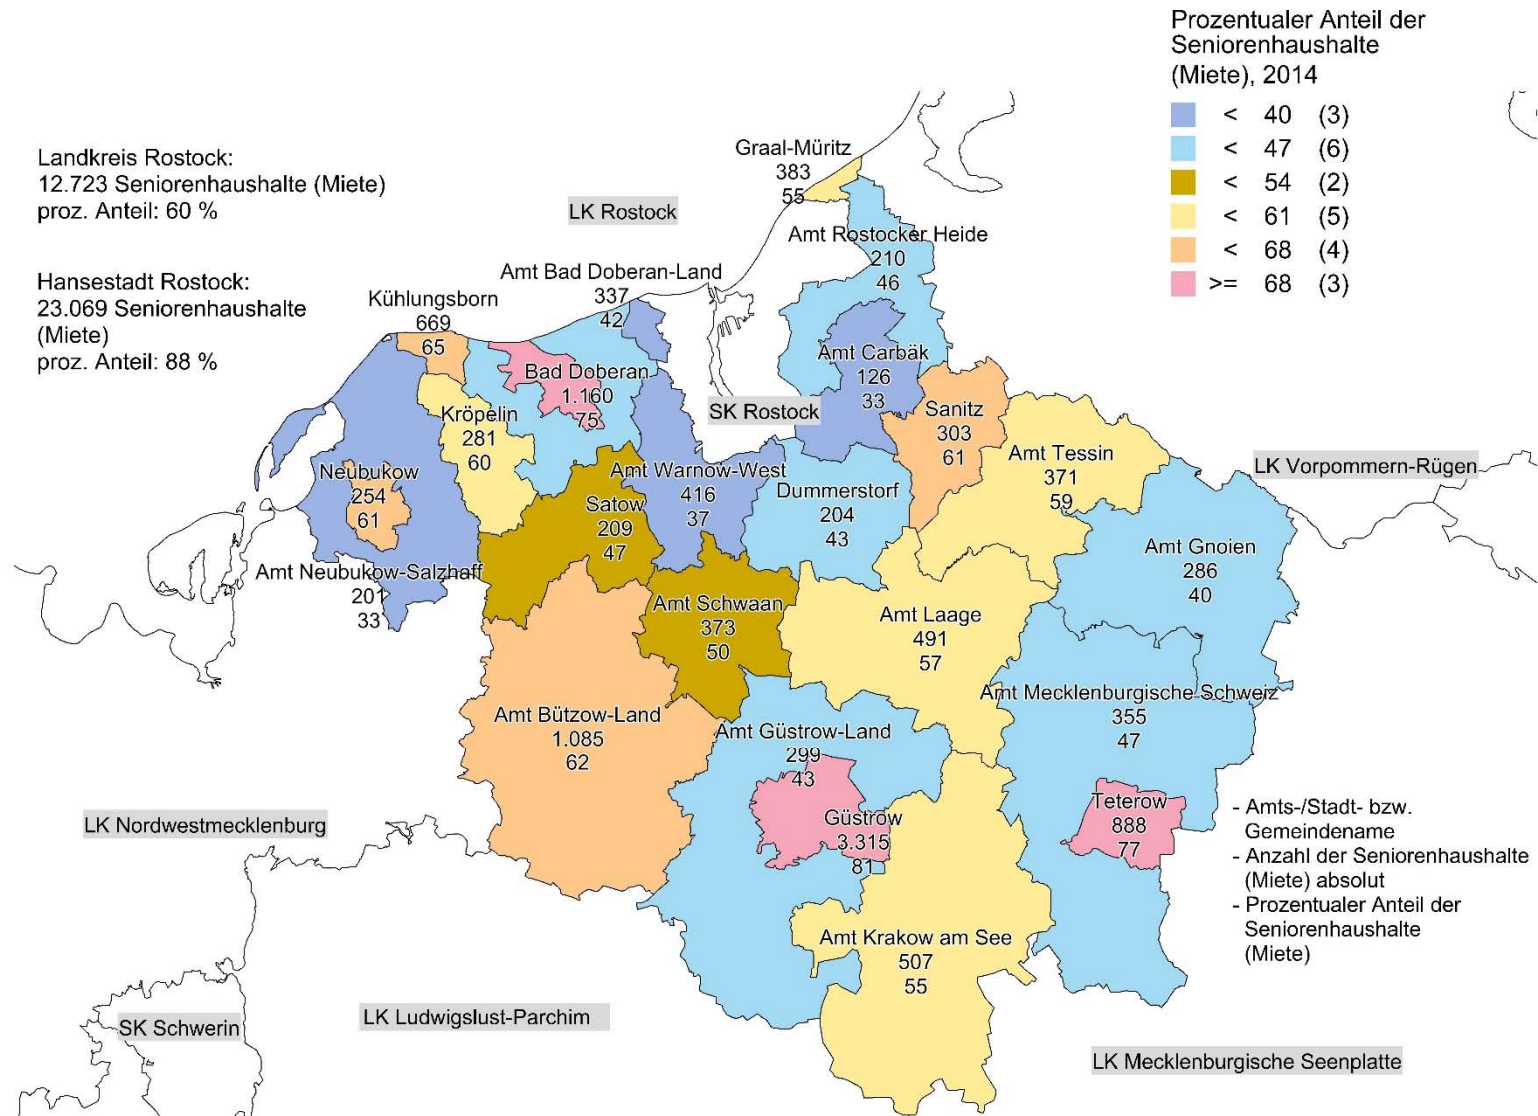 Prozentualer Anteil der
Seniorenhaushalte
(Miete), 2014
< 40 (3)
< 47 (6)
< 54 (2)
< 61 (5)
< 68 (4)
>= 68 (3)
Landkreis Rostock:
12.723 Seniorenhaushalte (Miete)
proz. Anteil: 60 %
Hansestadt Rostock:
23.069 Seniorenhaushalte
(Miete)
proz. Anteil: 88 %
Graal-Müritz
383
55
LK Rostock
Amt Rostocker Heide
210
46
Amt Bad Doberan-Land
337
42
Kühlungsborn
669
65
Amt Carbäk
126
33
Bad Doberan
1.160
75
SK Rostock
Sanitz
303
61
Kröpelin
281
60
Amt Tessin
371
59
LK Vorpommern-Rügen
Neubukow
254
61
Amt Warnow-West
416
37
Dummerstorf
204
43
Satow
209
47
Amt Gnoien
286
40
Amt Neubukow-Salzhaff
201
33
Amt Schwaan
373
50
Amt Laage
491
57
Amt Mecklenburgische Schweiz
355
47
Amt Bützow-Land
1.085
62
Amt Güstrow-Land
299
43
Güstrow
3.315
81
Teterow
888
77
- Amts-/Stadt- bzw.
Gemeindename
- Anzahl der Seniorenhaushalte
(Miete) absolut
- Prozentualer Anteil der
Seniorenhaushalte
(Miete)
LK Nordwestmecklenburg
Amt Krakow am See
507
55
LK Ludwigslust-Parchim
SK Schwerin
LK Mecklenburgische Seenplatte